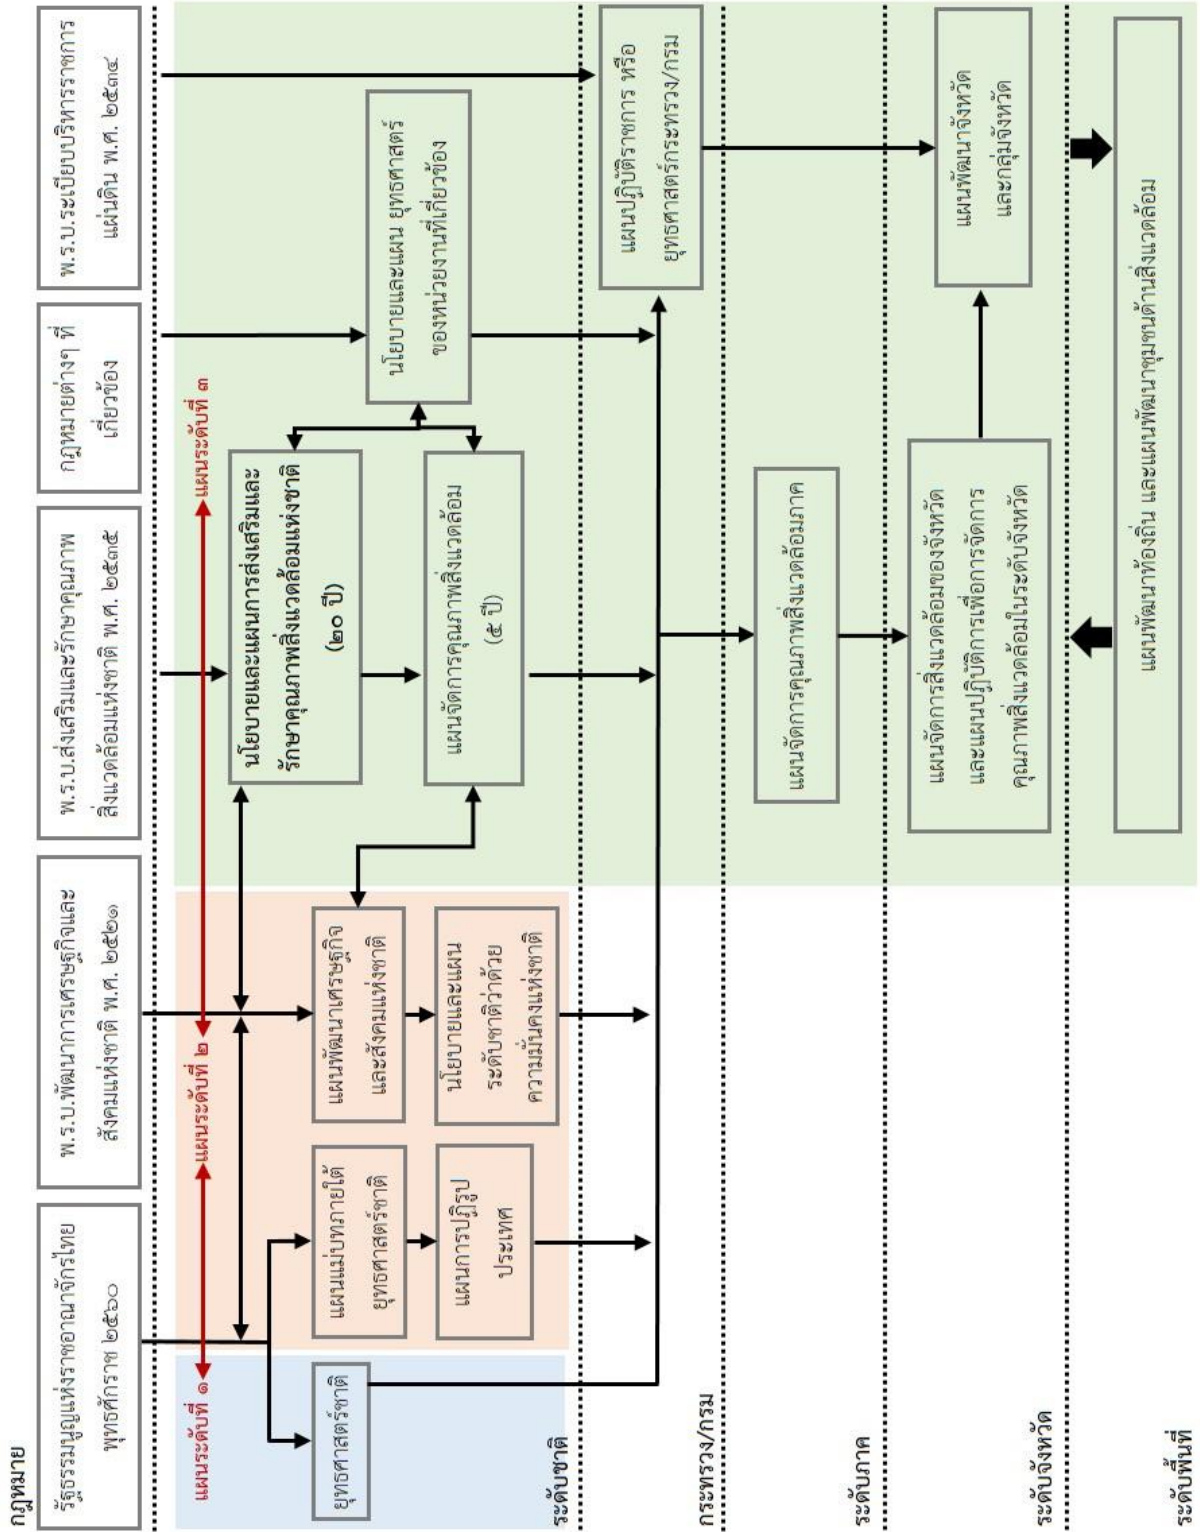 กฎหมาย
รัฐธรรมนูญแห่งราชอาณาจักรไทย
พุทธศักราช ๒๕๖๐
พ.ร.บ.พัฒนาการเศรษฐกิจและ
สังคมแห่งชาติ พ.ศ. ๒๕๒๑
พ.ร.บ.ส่งเสริมและรักษาคุณภาพ
สิ่งแวดล้อมแห่งชาติ พ.ศ. ๒๕๓๕
กฎหมายต่างๆ ที่
เกี่ยวข้อง
พ.ร.บ.ระเบียบบริหารราชการ
แผ่นดิน พ.ศ. ๒๕๓๔
แผนระดับที่ ๑
แผนระดับที่ ๒
แผนระดับที่ ๓
ยุทธศาสตร์ชาติ
แผนแม่บทภายใต้
ยุทธศาสตร์ชาติ
แผนการปฏิรูป
ประเทศ
แผนพัฒนาเศรษฐกิจ
และสังคมแห่งชาติ
นโยบายและแผน
ระดับชาติว่าด้วย
ความมั่นคงแห่งชาติ
นโยบายและแผนการส่งเสริมและ
รักษาคุณภาพสิ่งแวดล้อมแห่งชาติ
(๒๐ ปี)
แผนจัดการคุณภาพสิ่งแวดล้อม
(๕ ปี)
นโยบายและแผน ยุทธศาสตร์
ของหน่วยงานที่เกี่ยวข้อง
ระดับชาติ
แผนปฏิบัติราชการ หรือ
ยุทธศาสตร์กระทรวง/กรม
กระทรวง/กรม
แผนจัดการคุณภาพสิ่งแวดล้อมภาค
ระดับภาค
แผนจัดการสิ่งแวดล้อมของจังหวัด
และแผนปฏิบัติการเพื่อการจัดการ
คุณภาพสิ่งแวดล้อมในระดับจังหวัด
แผนพัฒนาจังหวัด
และกลุ่มจังหวัด
ระดับจังหวัด
แผนพัฒนาท้องถิ่น และแผนพัฒนาชุมชนด้านสิ่งแวดล้อม
ระดับพื้นที่